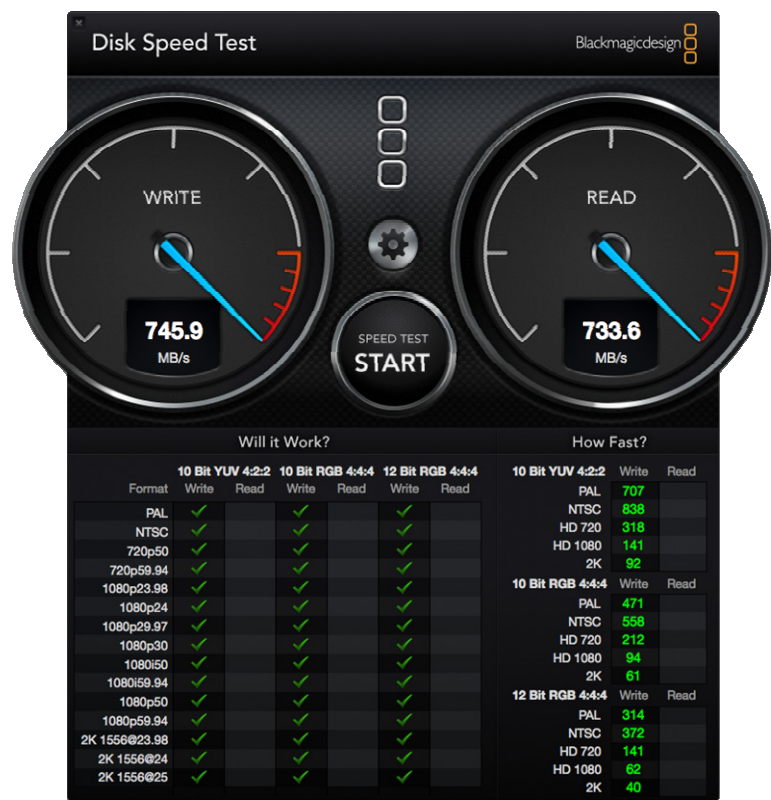 Disk Speed Test
Blackmagicdesign
WRITE
745.9
MB/s
SPEED TEST
START
READ
733.6
MB/s
Will it Work?
10 Bit YUV 4:2:2 10 Bit RGB 4:4:4 12 Bit RGB 4:4:4
Format Write Read Write Read Write Read
PAL ✓ ✓ ✓
NTSC ✓ ✓ ✓
720p50 ✓ ✓ ✓
720p59.94 ✓ ✓ ✓
1080p23.98 ✓ ✓ ✓
1080p24 ✓ ✓ ✓
1080p29.97 ✓ ✓ ✓
1080p30 ✓ ✓ ✓
1080i50 ✓ ✓ ✓
1080i59.94 ✓ ✓ ✓
1080p50 ✓ ✓ ✓
1080p59.94 ✓ ✓ ✓
2K 1556@23.98 ✓ ✓ ✓
2K 1556@24 ✓ ✓ ✓
2K 1556@25 ✓ ✓ ✓
How Fast?
10 Bit YUV 4:2:2 Write Read
PAL 707
NTSC 838
HD 720 318
HD 1080 141
2K 92
10 Bit RGB 4:4:4 Write Read
PAL 471
NTSC 558
HD 720 212
HD 1080 94
2K 61
12 Bit RGB 4:4:4 Write Read
PAL 314
NTSC 372
HD 720 141
HD 1080 62
2K 40